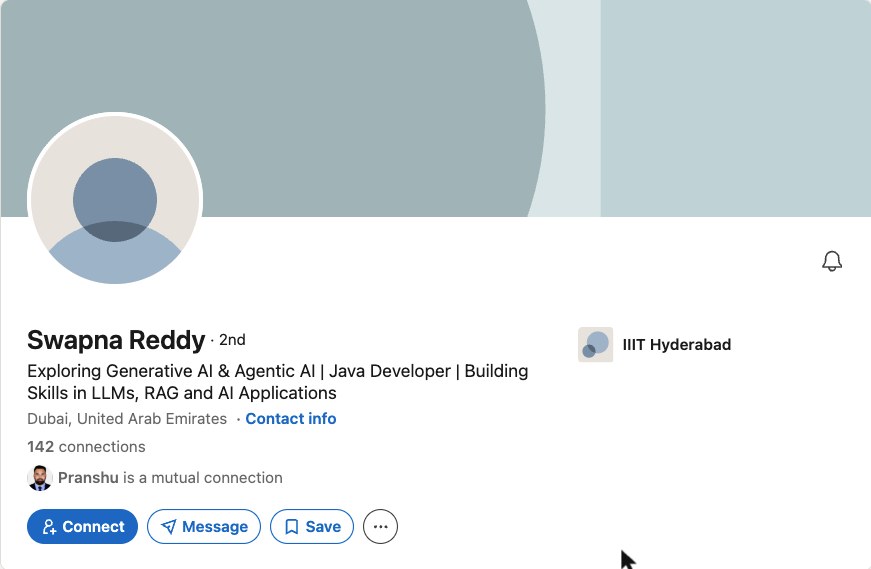 Swapna Reddy · 2nd
IIIT Hyderabad
Exploring Generative AI & Agentic AI | Java Developer | Building
Skills in LLMs, RAG and AI Applications
Dubai, United Arab Emirates · Contact info
142 connections
Pranshu is a mutual connection
Connect
Message
Save